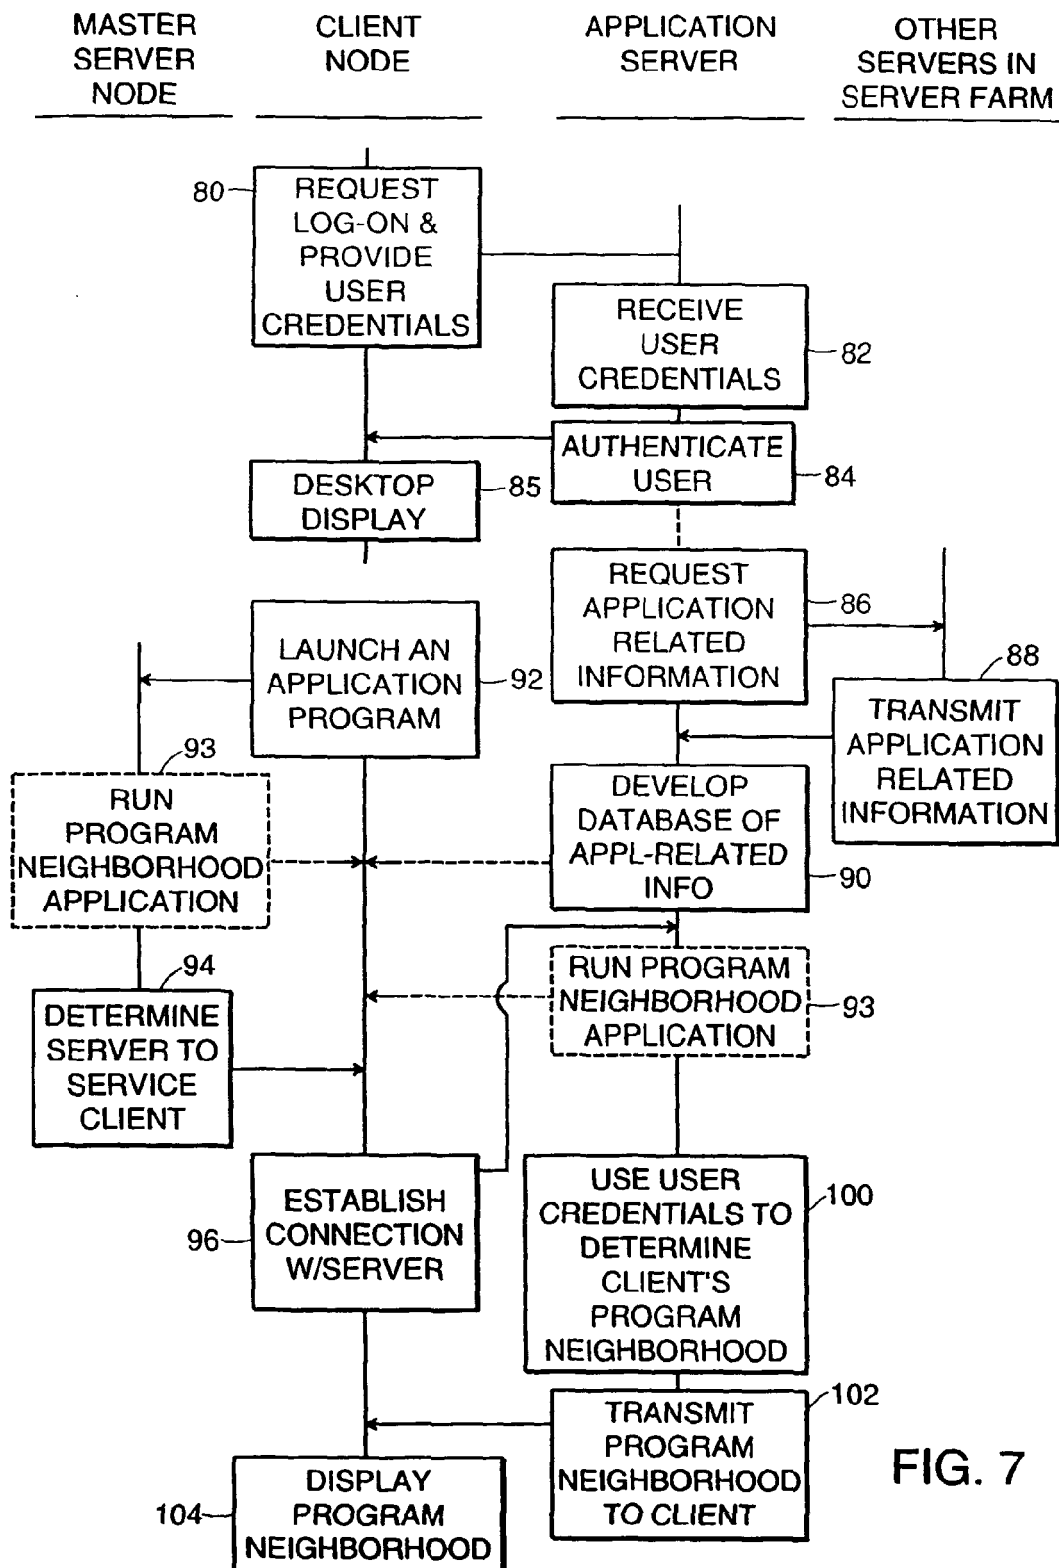 MASTER
SERVER
NODE
CLIENT
NODE
APPLICATION
SERVER
OTHER
SERVERS IN
SERVER FARM
80
REQUEST
LOG-ON &
PROVIDE
USER
CREDENTIALS
RECEIVE
USER
CREDENTIALS
82
AUTHENTICATE
USER
84
DESKTOP
DISPLAY
85
REQUEST
APPLICATION
RELATED
INFORMATION
86
88
TRANSMIT
APPLICATION
RELATED
INFORMATION
LAUNCH AN
APPLICATION
PROGRAM
92
93
RUN
PROGRAM
NEIGHBORHOOD
APPLICATION
DEVELOP
DATABASE OF
APPL-RELATED
INFO
90
RUN PROGRAM
NEIGHBORHOOD
APPLICATION
93
94
DETERMINE
SERVER TO
SERVICE
CLIENT
96
ESTABLISH
CONNECTION
W/SERVER
USE USER
CREDENTIALS TO
DETERMINE
CLIENT'S
PROGRAM
NEIGHBORHOOD
100
TRANSMIT
PROGRAM
NEIGHBORHOOD
TO CLIENT
102
104
DISPLAY
PROGRAM
NEIGHBORHOOD
FIG. 7